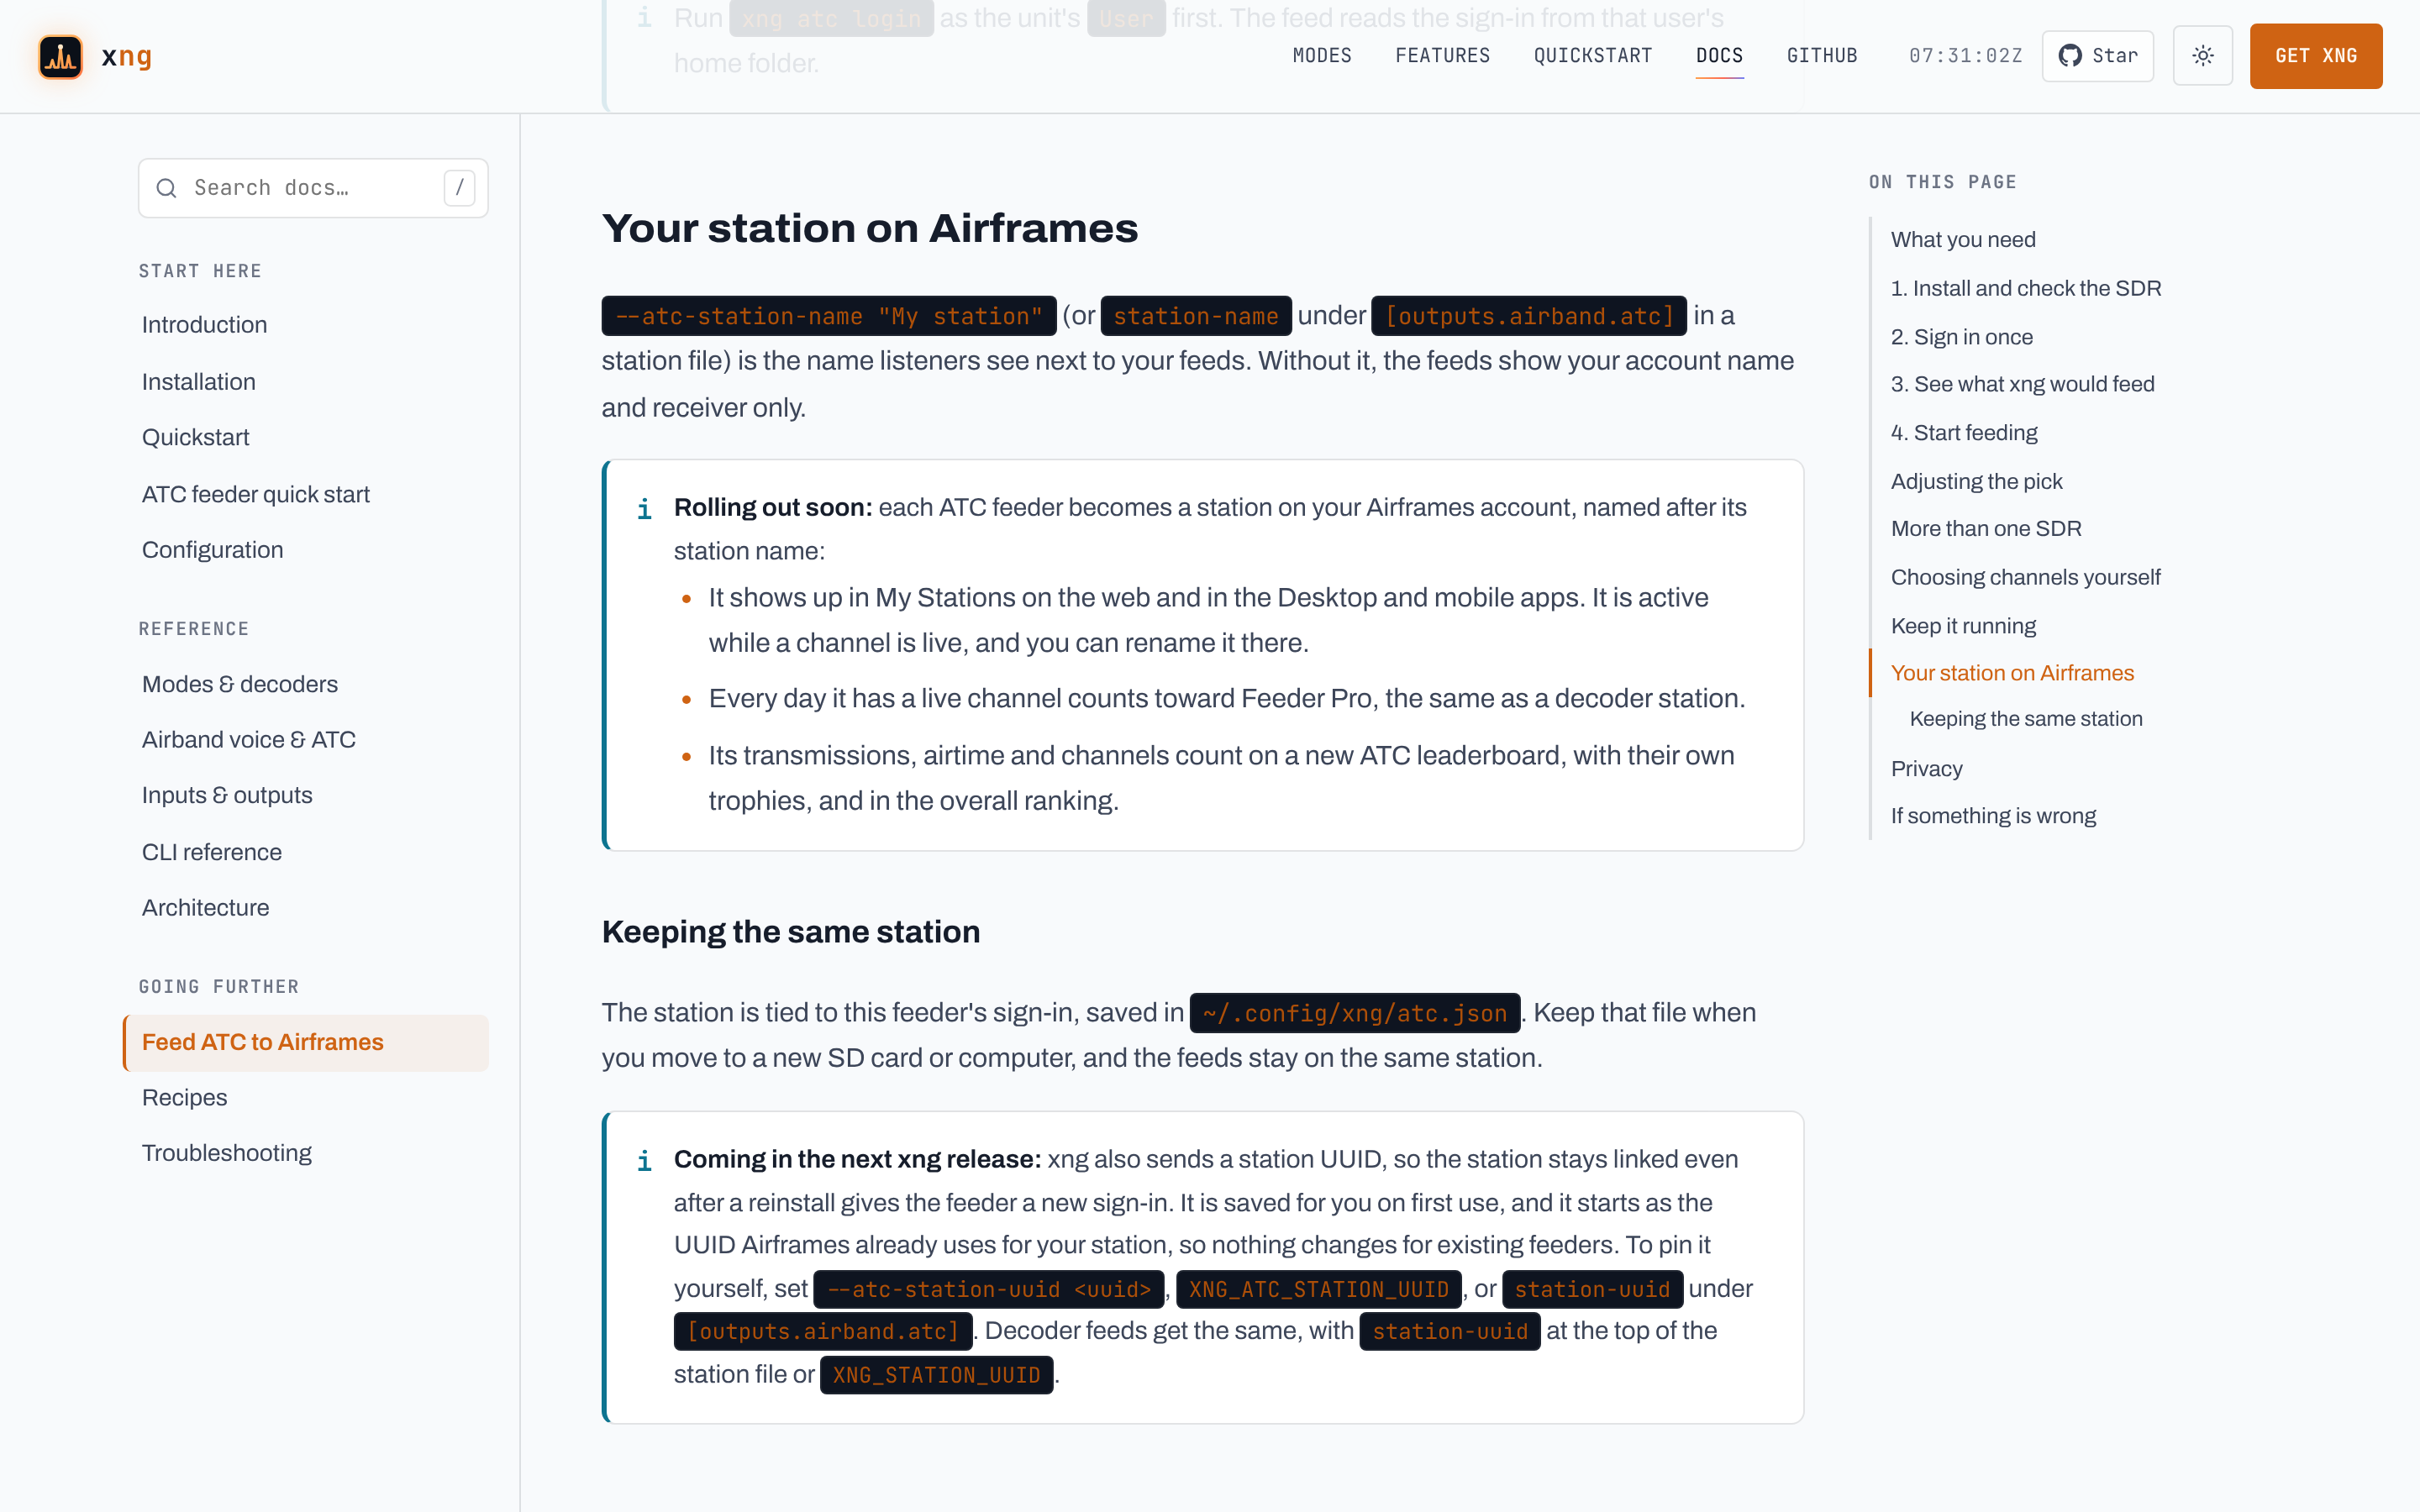 xng
Run xng atc login as the unit's User first. The feed reads the sign-in from that user's
home folder.
MODES
FEATURES
QUICKSTART
DOCS
GITHUB
07:31:02Z
Star
GET XNG
Search docs…
/
START HERE
Introduction
Installation
Quickstart
ATC feeder quick start
Configuration
REFERENCE
Modes & decoders
Airband voice & ATC
Inputs & outputs
CLI reference
Architecture
GOING FURTHER
Feed ATC to Airframes
Recipes
Troubleshooting
Your station on Airframes
--atc-station-name "My station" (or station-name under [outputs.airband.atc] in a
station file) is the name listeners see next to your feeds. Without it, the feeds show your account name
and receiver only.
i Rolling out soon: each ATC feeder becomes a station on your Airframes account, named after its
station name:
• It shows up in My Stations on the web and in the Desktop and mobile apps. It is active
while a channel is live, and you can rename it there.
• Every day it has a live channel counts toward Feeder Pro, the same as a decoder station.
• Its transmissions, airtime and channels count on a new ATC leaderboard, with their own
trophies, and in the overall ranking.
Keeping the same station
The station is tied to this feeder's sign-in, saved in ~/.config/xng/atc.json. Keep that file when
you move to a new SD card or computer, and the feeds stay on the same station.
i Coming in the next xng release: xng also sends a station UUID, so the station stays linked even
after a reinstall gives the feeder a new sign-in. It is saved for you on first use, and it starts as the
UUID Airframes already uses for your station, so nothing changes for existing feeders. To pin it
yourself, set --atc-station-uuid <uuid>, XNG_ATC_STATION_UUID, or station-uuid under
[outputs.airband.atc]. Decoder feeds get the same, with station-uuid at the top of the
station file or XNG_STATION_UUID.
ON THIS PAGE
What you need
1. Install and check the SDR
2. Sign in once
3. See what xng would feed
4. Start feeding
Adjusting the pick
More than one SDR
Choosing channels yourself
Keep it running
Your station on Airframes
Keeping the same station
Privacy
If something is wrong